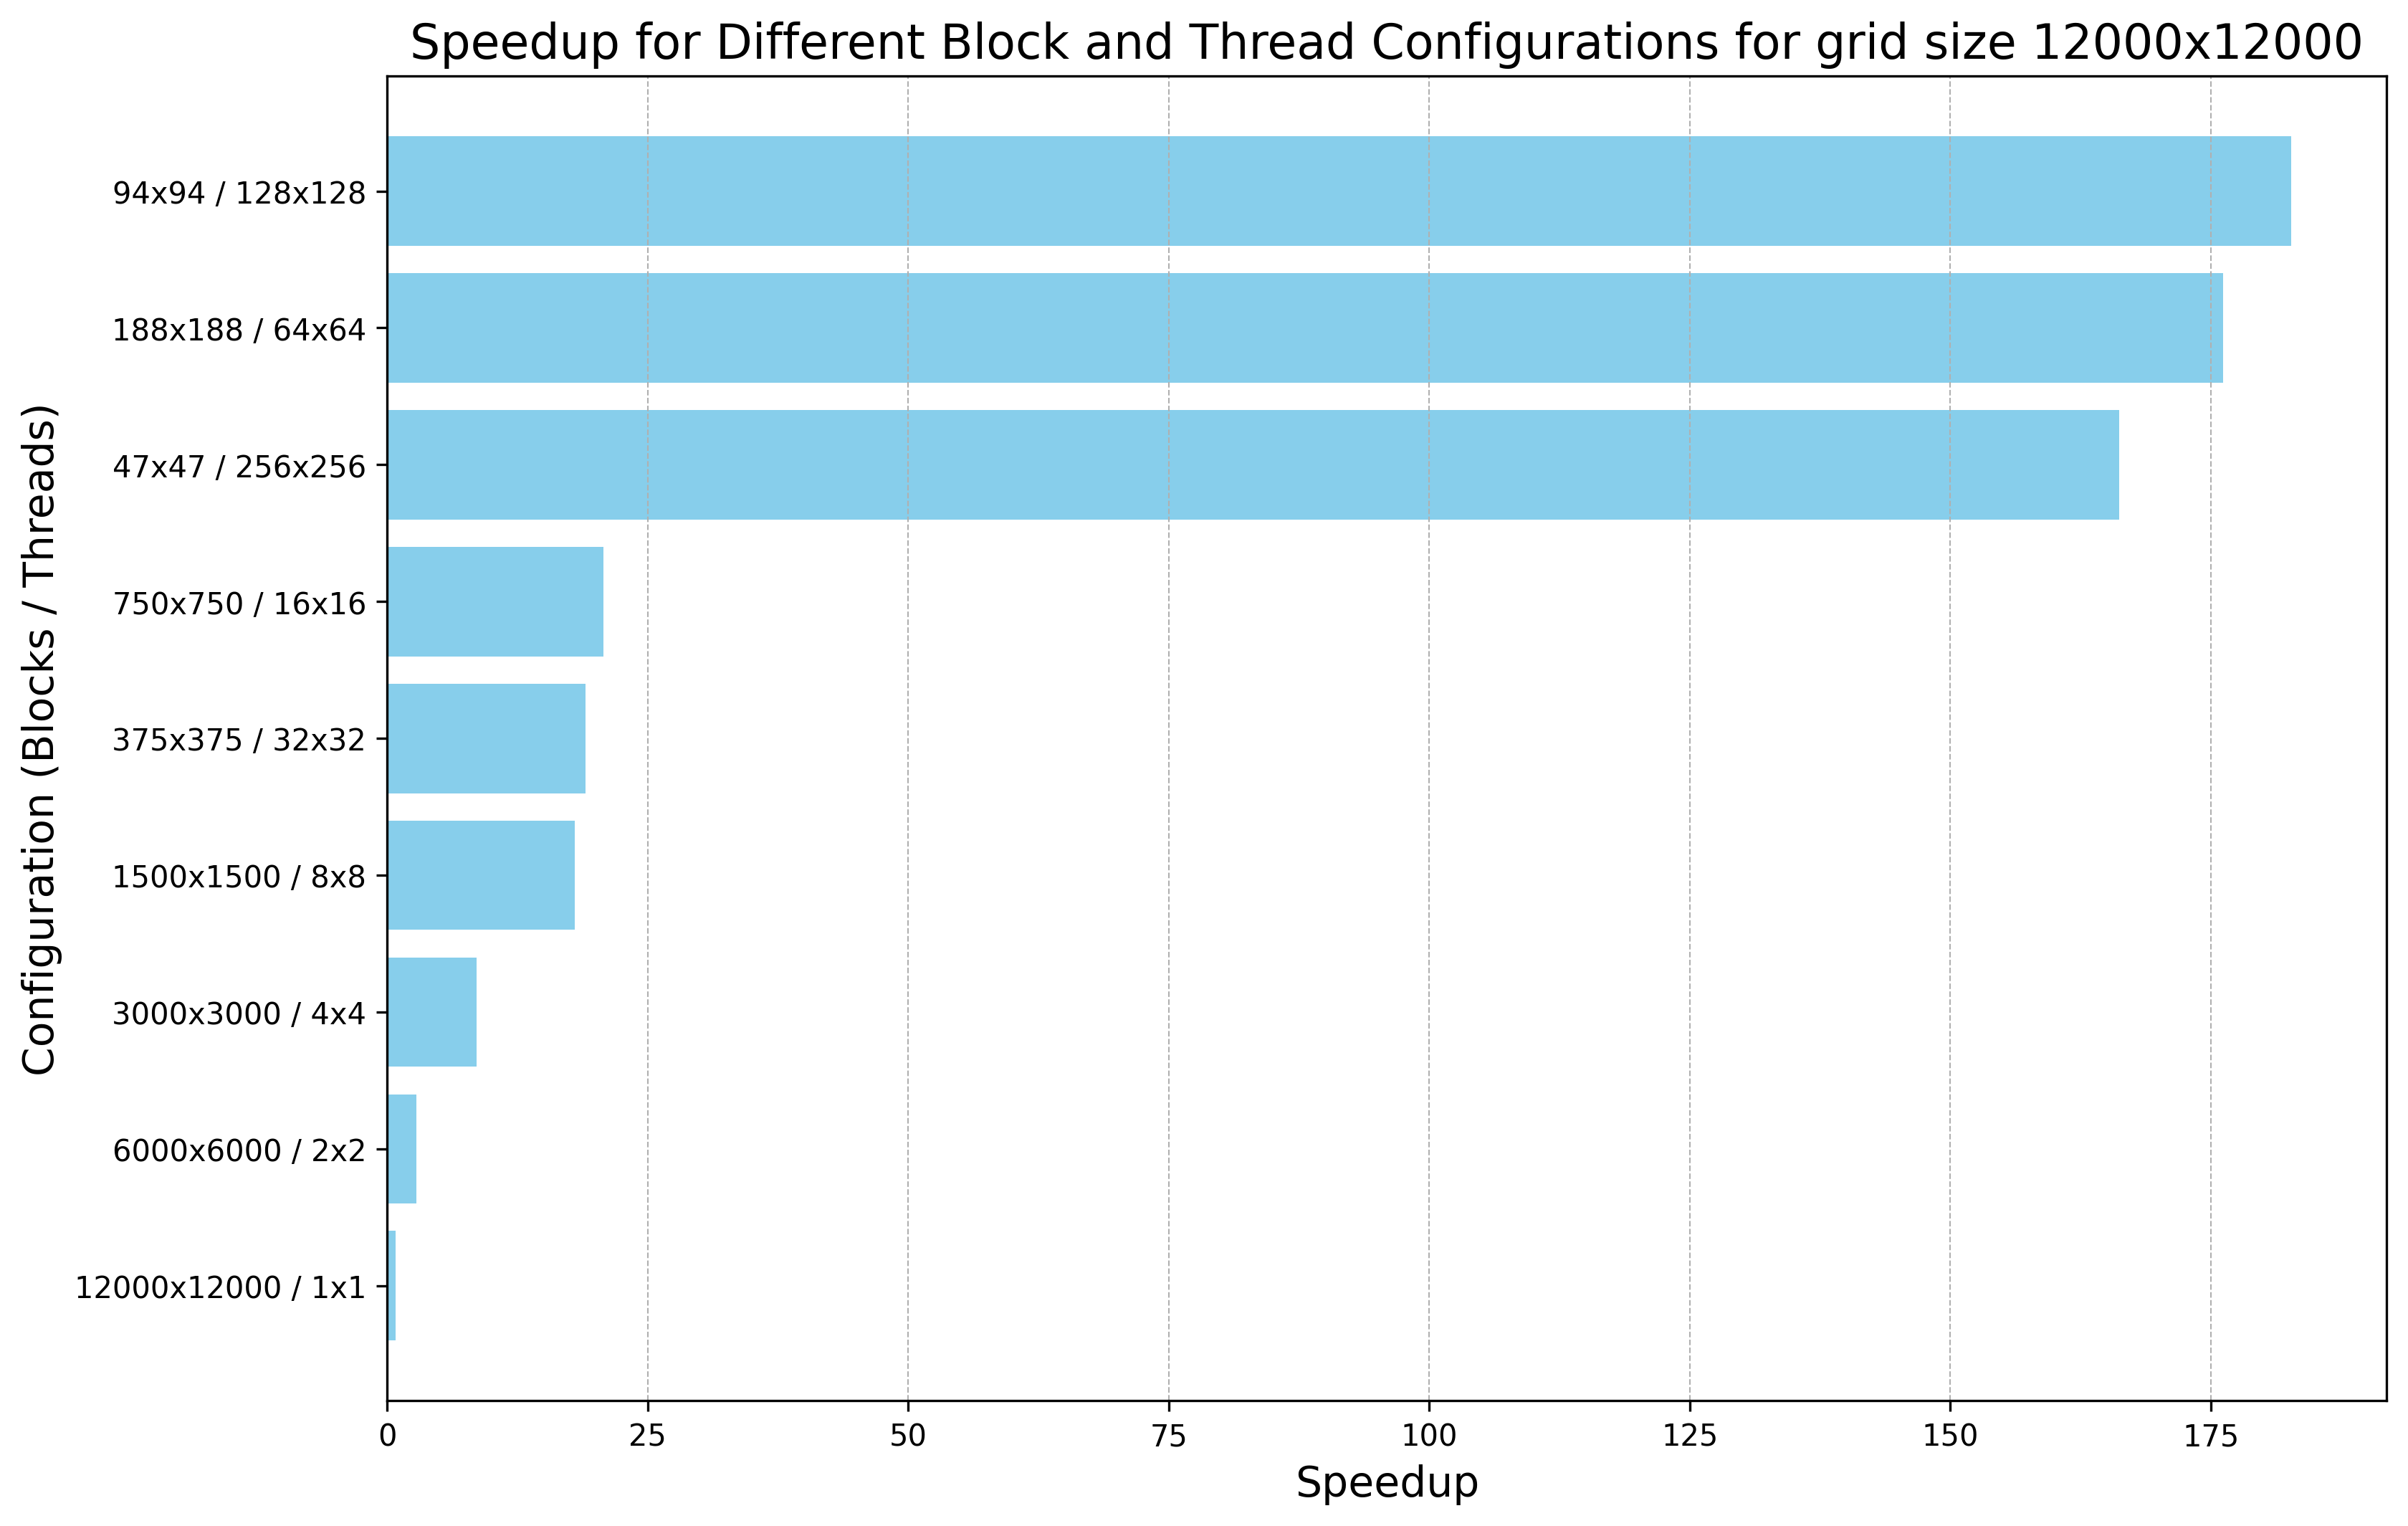 Speedup for Different Block and Thread Configurations for grid size 12000x12000
Configuration (Blocks / Threads)
94x94 / 128x128
188x188 / 64x64
47x47 / 256x256
750x750 / 16x16
375x375 / 32x32
1500x1500 / 8x8
3000x3000 / 4x4
6000x6000 / 2x2
12000x12000 / 1x1
0 25 50 75 100 125 150 175
Speedup